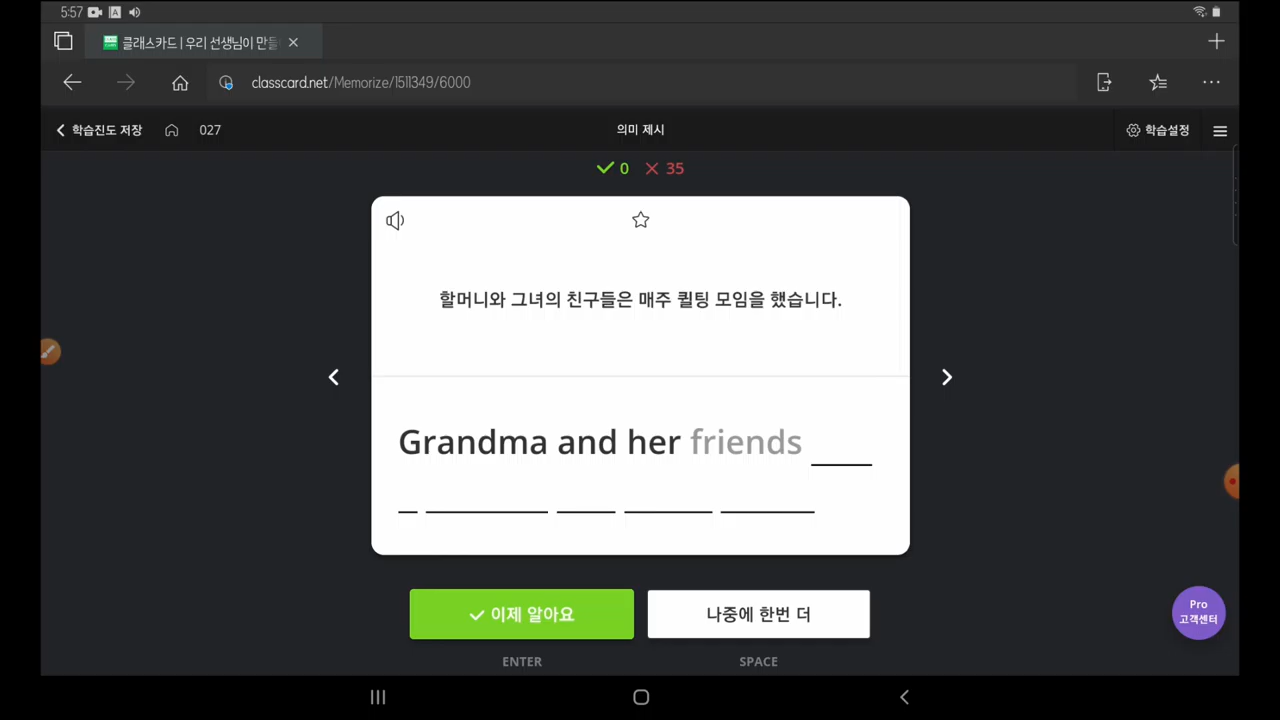 5:57
클래스카드 | 우리 선생님이 만들
classcard.net/Memorize/1511349/6000
학습진도 저장 027 의미 제시 학습설정
0 35
할머니와 그녀의 친구들은 매주 퀼팅 모임을 했습니다.
Grandma and her friends
이제 알아요 나중에 한번 더
ENTER SPACE
Pro
고객센터